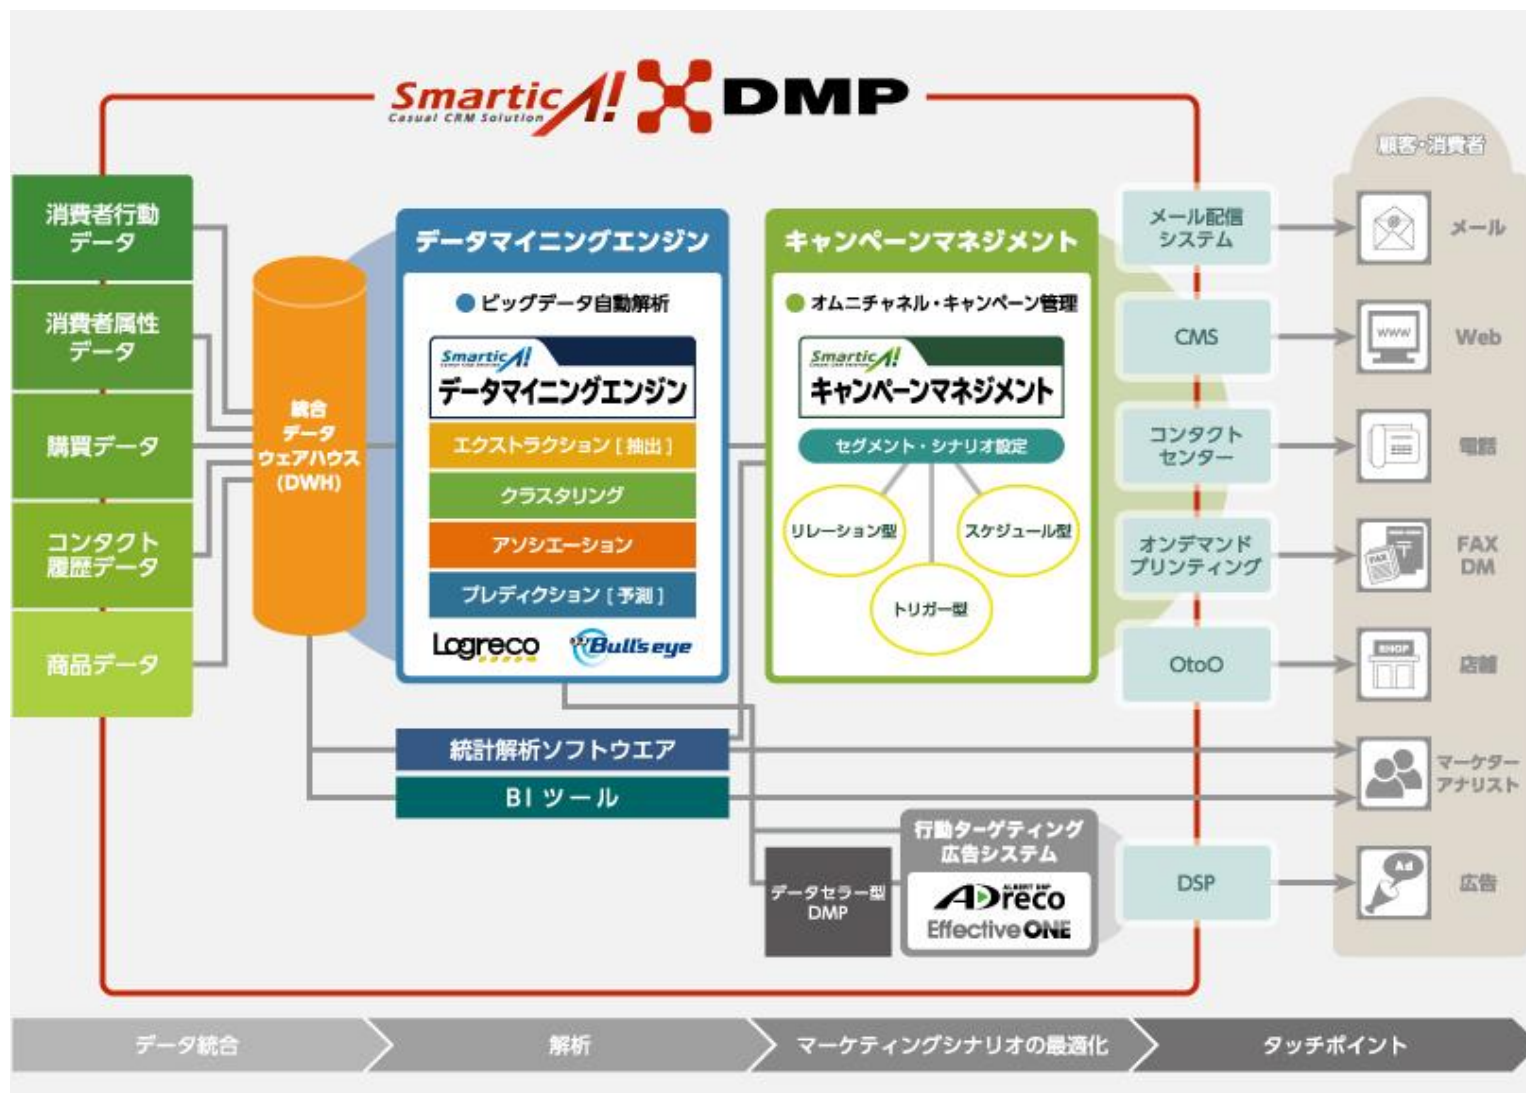 SmarticA!
Casual CRM Solution
DMP
顧客・消費者
消費者行動
データ
消費者属性
データ
購買データ
コンタクト
履歴データ
商品データ
統合
データ
ウェアハウス
(DWH)
データマイニングエンジン
ビッグデータ自動解析
SmarticA!
データマイニングエンジン
エクストラクション [ 抽出 ]
クラスタリング
アソシエーション
プレディクション [ 予測 ]
Logreco
Bull's eye
キャンペーンマネジメント
オムニチャネル・キャンペーン管理
SmarticA!
キャンペーンマネジメント
セグメント・シナリオ設定
リレーション型
スケジュール型
トリガー型
統計解析ソフトウエア
BI ツール
データセラー型
DMP
行動ターゲティング
広告システム
ALBERT DMP
ADreco
Effective ONE
メール配信
システム
CMS
コンタクト
センター
オンデマンド
プリンティング
OtoO
DSP
@
メール
WWW
Web
電話
FAX
〒
FAX
DM
SHOP
店舗
マーケター
アナリスト
Ad
広告
データ統合
解析
マーケティングシナリオの最適化
タッチポイント